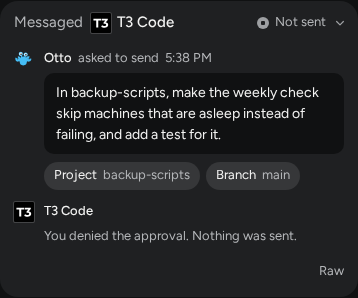 Messaged T3 T3 Code Not sent
Otto asked to send 5:38 PM
In backup-scripts, make the weekly check
skip machines that are asleep instead of
failing, and add a test for it.
Project backup-scripts Branch main
T3 T3 Code
You denied the approval. Nothing was sent.
Raw